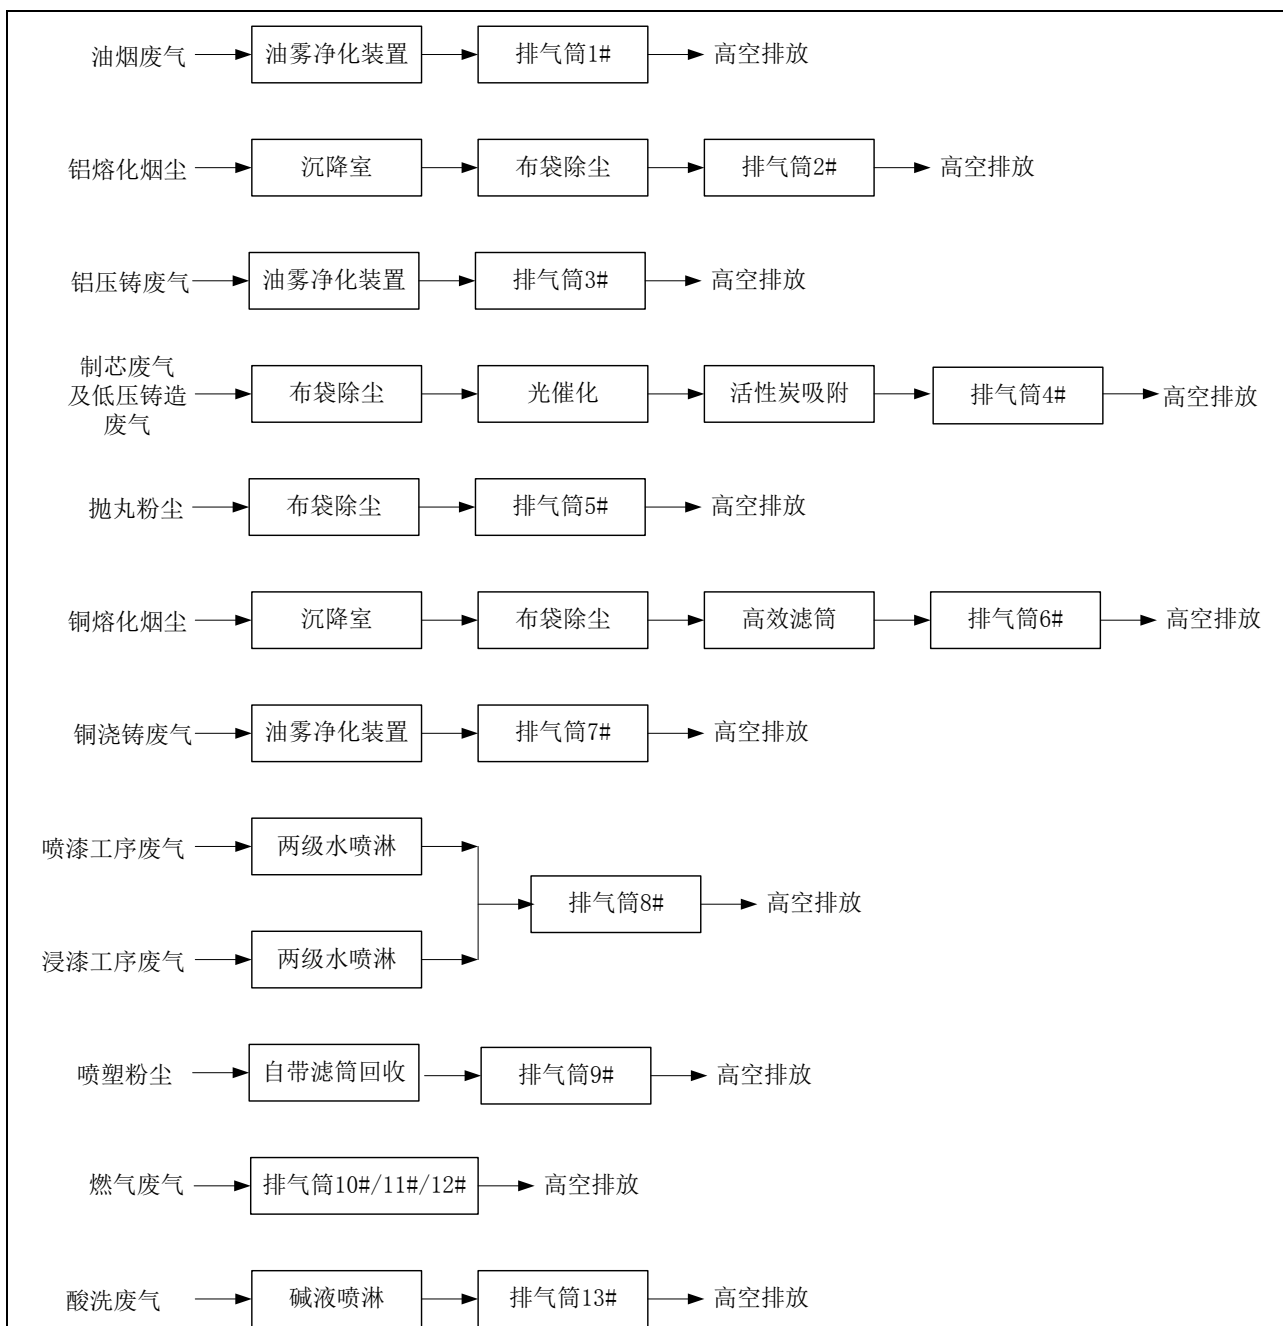 油烟废气 油雾净化装置 排气筒1# 高空排放
铝熔化烟尘 沉降室 布袋除尘 排气筒2# 高空排放
铝压铸废气 油雾净化装置 排气筒3# 高空排放
制芯废气
及低压铸造
废气
布袋除尘 光催化 活性炭吸附 排气筒4# 高空排放
抛丸粉尘 布袋除尘 排气筒5# 高空排放
铜熔化烟尘 沉降室 布袋除尘 高效滤筒 排气筒6# 高空排放
铜浇铸废气 油雾净化装置 排气筒7# 高空排放
喷漆工序废气 两级水喷淋
排气筒8# 高空排放
浸漆工序废气 两级水喷淋
喷塑粉尘 自带滤筒回收 排气筒9# 高空排放
燃气废气 排气筒10#/11#/12# 高空排放
酸洗废气 碱液喷淋 排气筒13# 高空排放